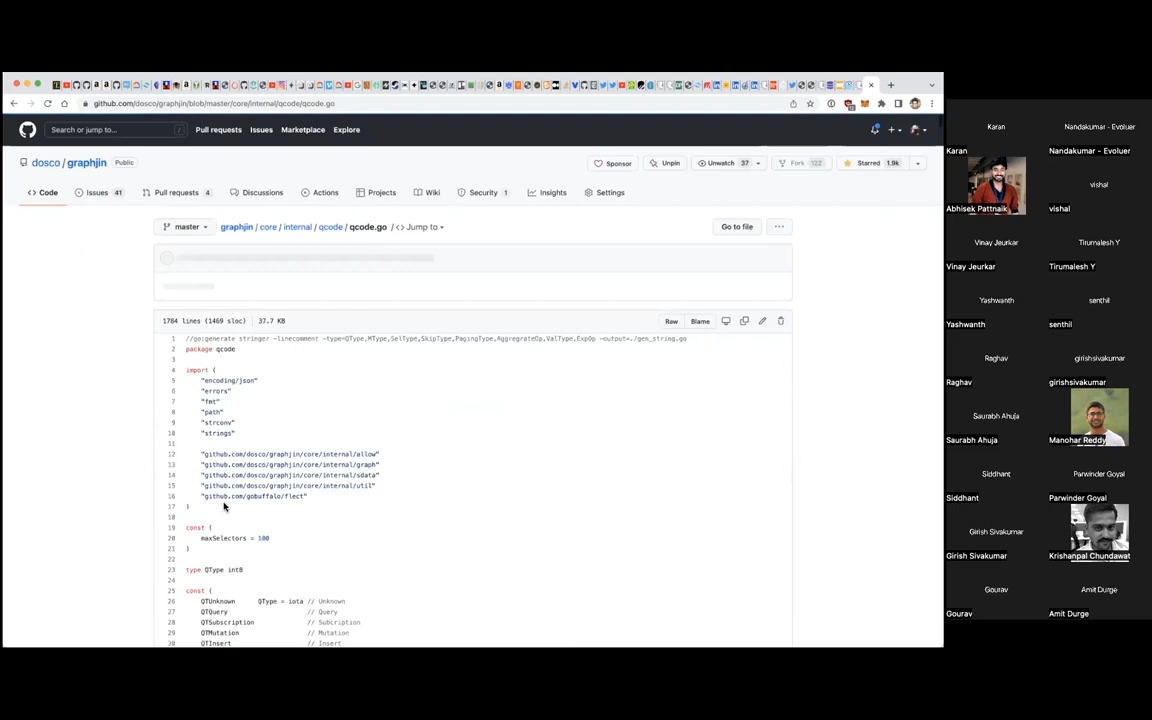 github.com/dosco/graphjin/blob/master/core/internal/qcode/qcode.go
Search or jump to...
/
Pull requests
Issues
Marketplace
Explore
dosco / graphjin
Public
Sponsor
Unpin
Unwatch 37
Fork 122
Starred 1.9k
Code
Issues 41
Pull requests 4
Discussions
Actions
Projects
Wiki
Security 1
Insights
Settings
master
graphjin / core / internal / qcode / qcode.go / <> Jump to
Go to file
...
1784 lines (1469 sloc) 37.7 KB
Raw
Blame
1 //go:generate stringer -linecomment -type=QType,MType,SelType,SkipType,PagingType,AggregrateOp,ValType,ExpOp -output=./gen_string.go
2 package qcode
3
4 import (
5 "encoding/json"
6 "errors"
7 "fmt"
8 "path"
9 "strconv"
10 "strings"
11
12 "github.com/dosco/graphjin/core/internal/allow"
13 "github.com/dosco/graphjin/core/internal/graph"
14 "github.com/dosco/graphjin/core/internal/sdata"
15 "github.com/dosco/graphjin/core/internal/util"
16 "github.com/gobuffalo/flect"
17 )
18
19 const (
20 maxSelectors = 100
21 )
22
23 type QType int8
24
25 const (
26 QTUnknown QType = iota // Unknown
27 QTQuery // Query
28 QTSubscription // Subcription
29 QTMutation // Mutation
30 QTInsert // Insert
Karan
Karan
Nandakumar - Evoluer
Nandakumar - Evoluer
Abhisek Pattnaik
vishal
vishal
Vinay Jeurkar
Vinay Jeurkar
Tirumalesh Y
Tirumalesh Y
Yashwanth
Yashwanth
senthil
senthil
Raghav
Raghav
girishsivakumar
girishsivakumar
Saurabh Ahuja
Saurabh Ahuja
Manohar Reddy
Siddhant
Siddhant
Parwinder Goyal
Parwinder Goyal
Girish Sivakumar
Girish Sivakumar
Krishanpal Chundawat
Gourav
Gourav
Amit Durge
Amit Durge